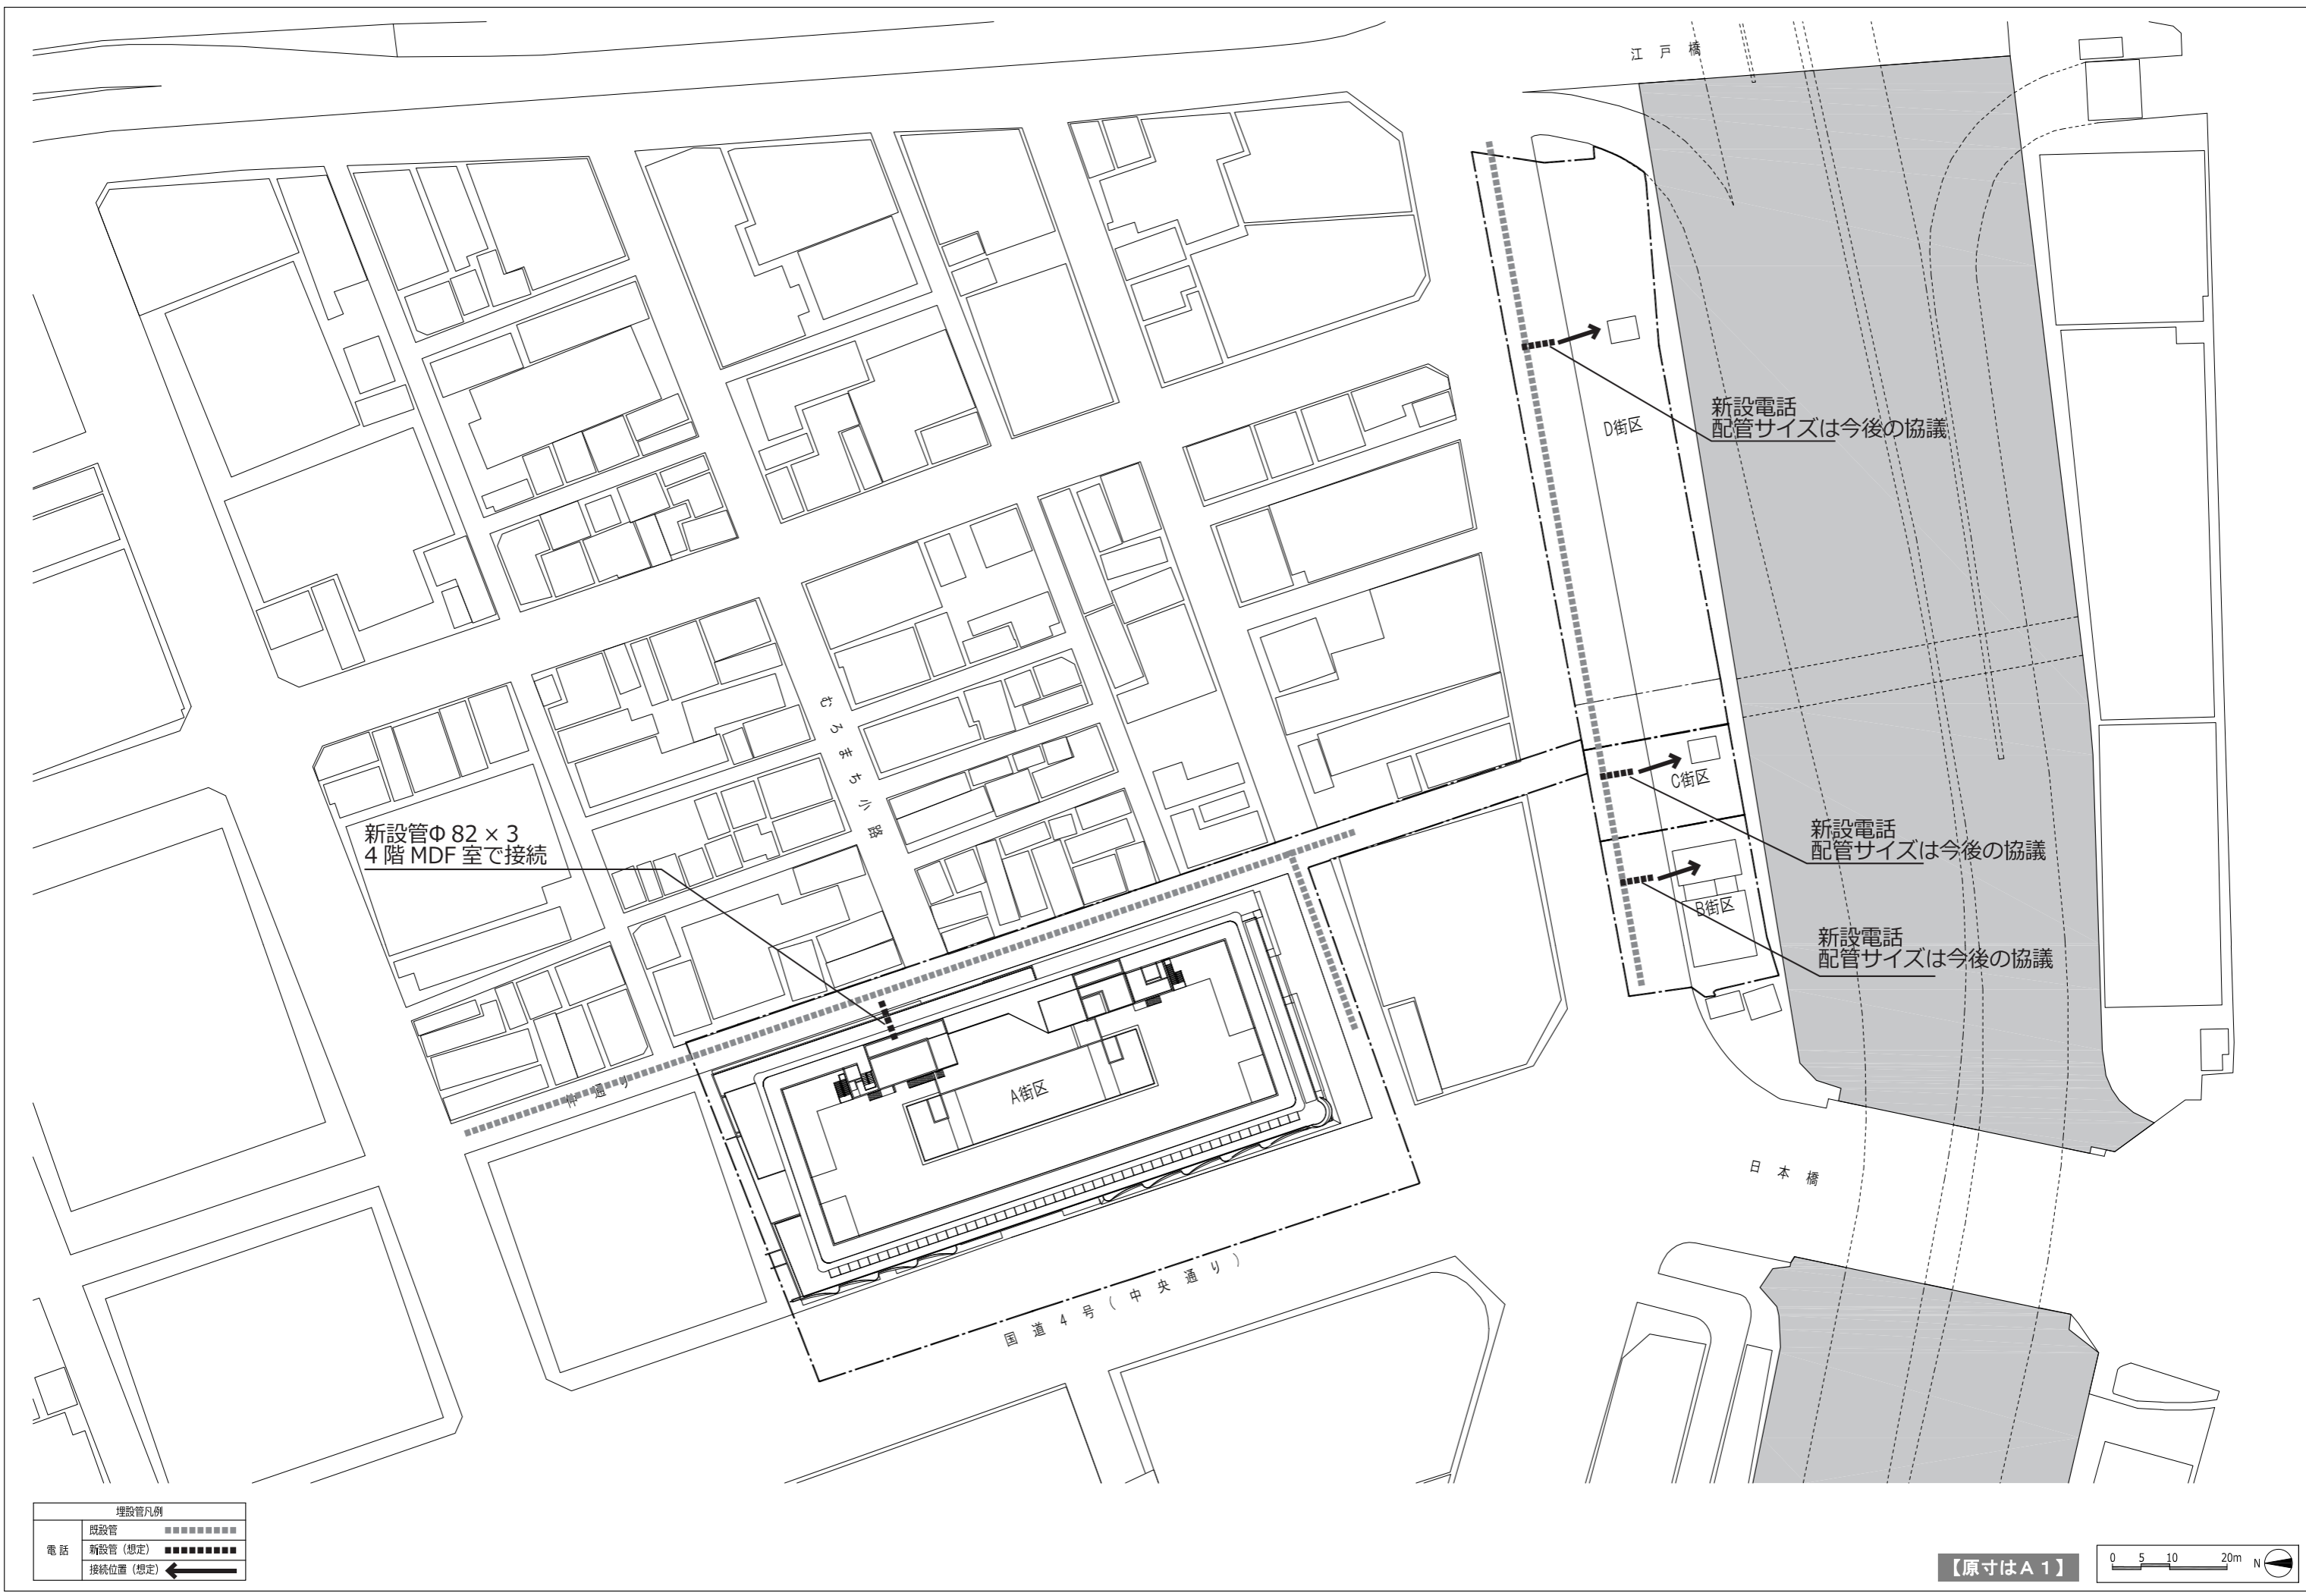 江戸橋
新設電話
配管サイズは今後の協議
D街区
むろまち小路
C街区
新設管Φ 82 × 3
4 階 MDF 室で接続
新設電話
配管サイズは今後の協議
B街区
新設電話
配管サイズは今後の協議
仲通り
A街区
日本橋
国道4号(中央通り)
埋設管凡例
電 話
既設管
新設管（想定）
接続位置（想定）
【原寸はA 1】
0 5 10 20m N